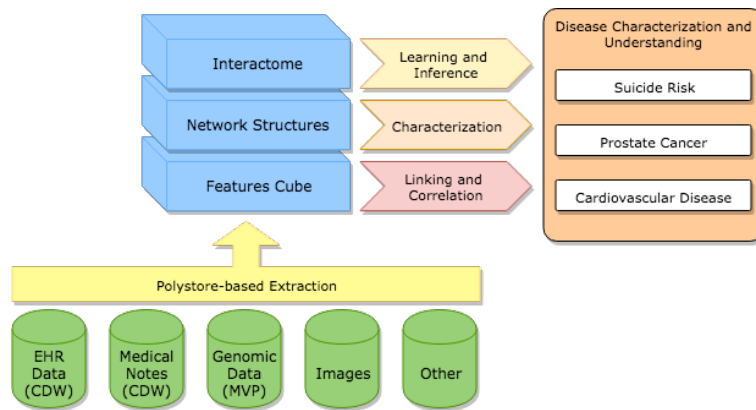 Disease Characterization and
Understanding
Interactome
Learning and
Inference
Suicide Risk
Network Structures
Characterization
Prostate Cancer
Features Cube
Linking and
Correlation
Cardiovascular Disease
Polystore-based Extraction
EHR
Data
(CDW)
Medical
Notes
(CDW)
Genomic
Data
(MVP)
Images
Other